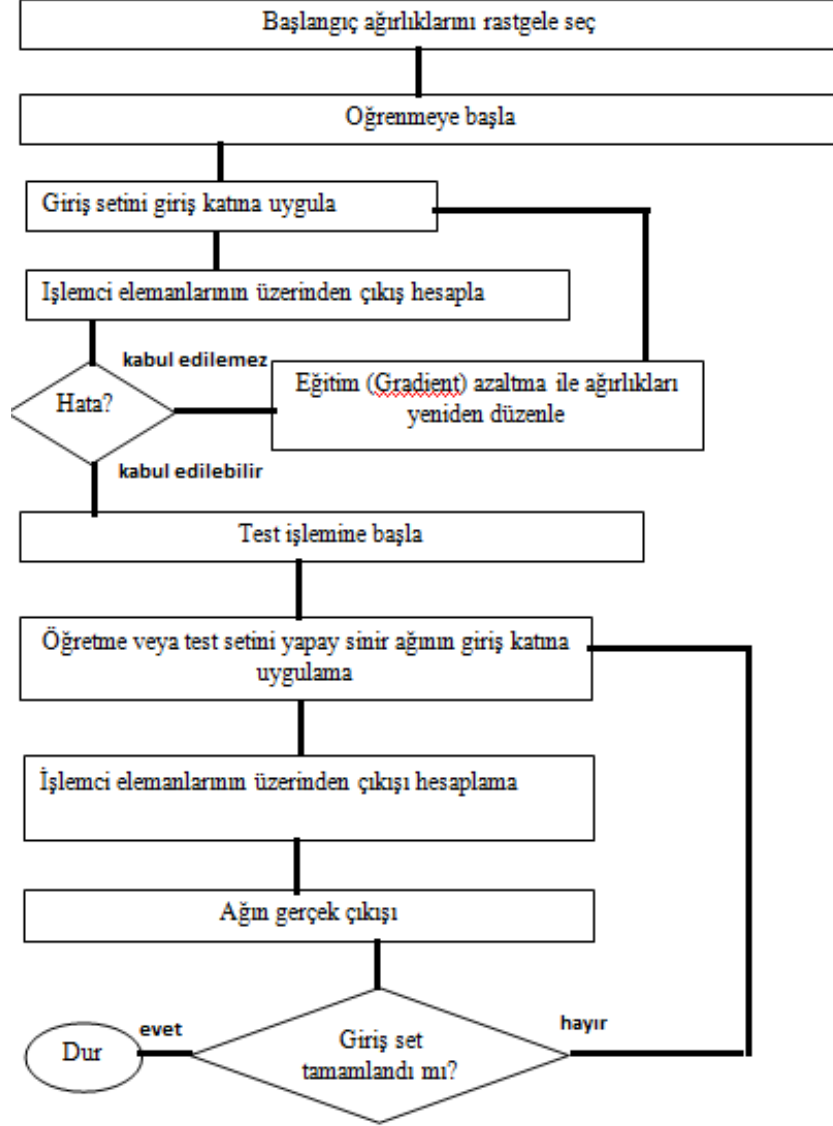 Başlangıç ağırlıklarını rastgele seç
Oğrenmeye başla
Giriş setini giriş katına uygula
Işlemci elemanlarının üzerinden çıkış hesapla
kabul edilemez
Hata?
Eğitim (Gradient) azaltma ile ağırlıkları
yeniden düzenle
kabul edilebilir
Test işlemine başla
Öğretme veya test setini yapay sinir ağının giriş katına
uygulama
İşlemci elemanlarının üzerinden çıkışı hesaplama
Ağın gerçek çıkışı
evet
hayır
Dur
Giriş set
tamamlandı mı?